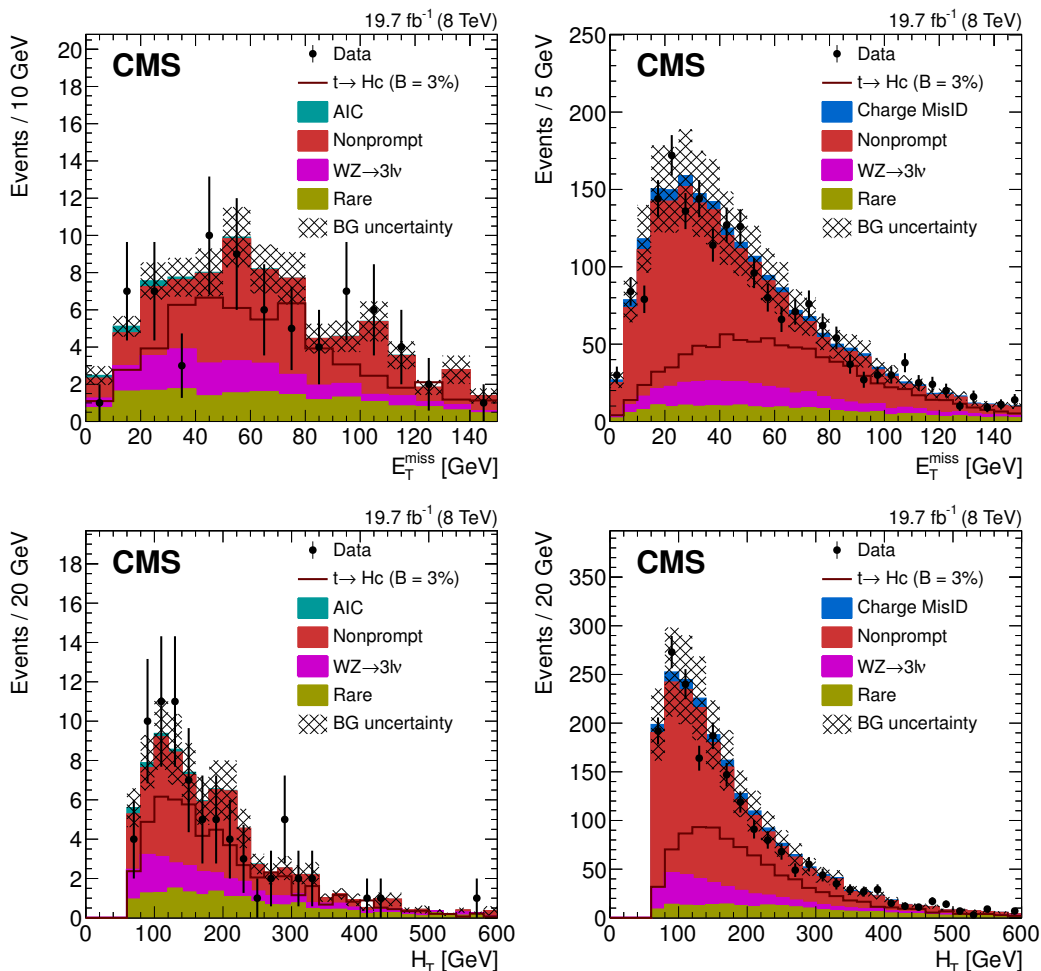 19.7 fb⁻¹ (8 TeV)
CMS
Events / 10 GeV
Data
t→ Hc (B = 3%)
AIC
Nonprompt
WZ→3lν
Rare
BG uncertainty
20
18
16
14
12
10
8
6
4
2
0
0 20 40 60 80 100 120 140
E_T^miss [GeV]
19.7 fb⁻¹ (8 TeV)
CMS
Events / 5 GeV
Data
t→ Hc (B = 3%)
Charge MisID
Nonprompt
WZ→3lν
Rare
BG uncertainty
250
200
150
100
50
0
0 20 40 60 80 100 120 140
E_T^miss [GeV]
19.7 fb⁻¹ (8 TeV)
CMS
Events / 20 GeV
Data
t→ Hc (B = 3%)
AIC
Nonprompt
WZ→3lν
Rare
BG uncertainty
18
16
14
12
10
8
6
4
2
0
0 100 200 300 400 500 600
H_T [GeV]
19.7 fb⁻¹ (8 TeV)
CMS
Events / 20 GeV
Data
t→ Hc (B = 3%)
Charge MisID
Nonprompt
WZ→3lν
Rare
BG uncertainty
350
300
250
200
150
100
50
0
0 100 200 300 400 500 600
H_T [GeV]